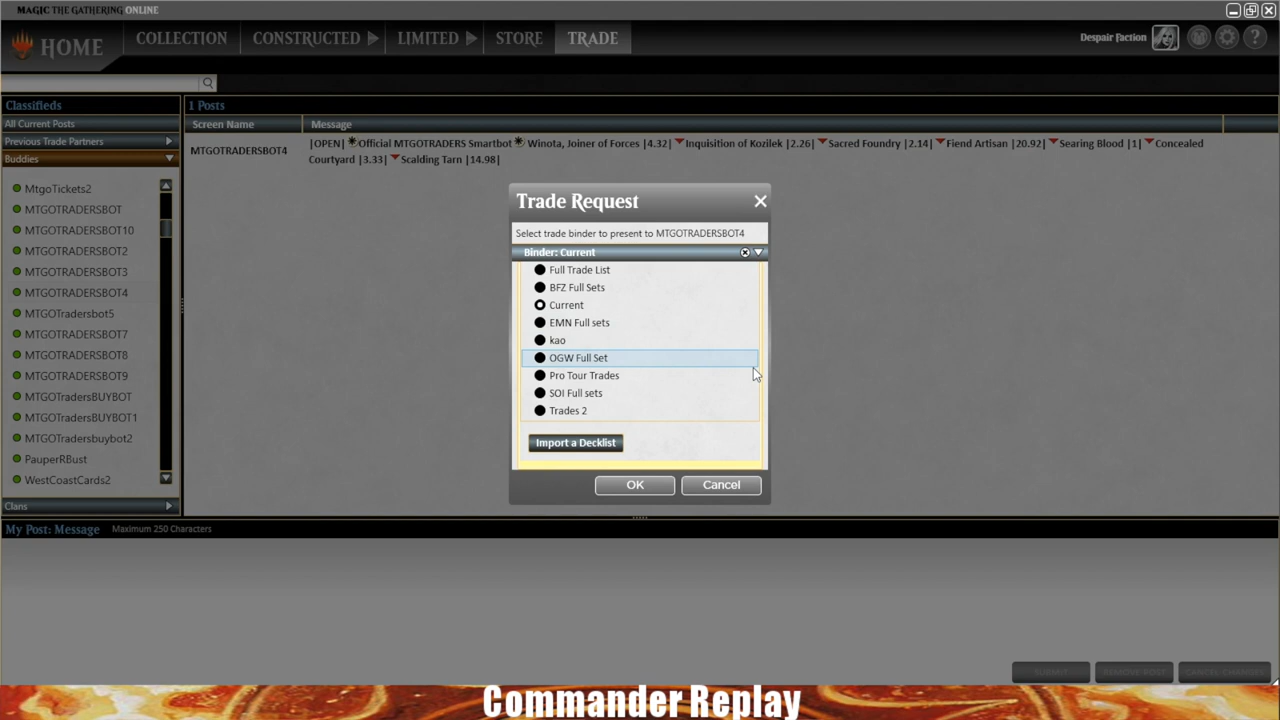 MAGIC THE GATHERING ONLINE
HOME
COLLECTION
CONSTRUCTED
LIMITED
STORE
TRADE
Despair Faction
Classifieds
All Current Posts
Previous Trade Partners
Buddies
MtgoTickets2
MTGOTRADERSBOT
MTGOTRADERSBOT10
MTGOTRADERSBOT2
MTGOTRADERSBOT3
MTGOTRADERSBOT4
MTGOTradersbot5
MTGOTRADERSBOT7
MTGOTRADERSBOT8
MTGOTRADERSBOT9
MTGOTradersBUYBOT
MTGOTradersBUYBOT1
MTGOTradersbuybot2
PauperRBust
WestCoastCards2
Clans
1 Posts
Screen Name
Message
MTGOTRADERSBOT4
|OPEN| Official MTGOTRADERS Smartbot Winota, Joiner of Forces |4.32| Inquisition of Kozilek |2.26| Sacred Foundry |2.14| Fiend Artisan |20.92| Searing Blood |1| Concealed
Courtyard |3.33| Scalding Tarn |14.98|
Trade Request
Select trade binder to present to MTGOTRADERSBOT4
Binder: Current
Full Trade List
BFZ Full Sets
Current
EMN Full sets
kao
OGW Full Set
Pro Tour Trades
SOI Full sets
Trades 2
Import a Decklist
OK
Cancel
My Post: Message
Maximum 250 Characters
SUBMIT
REMOVE POST
CANCEL CHANGES
Commander Replay